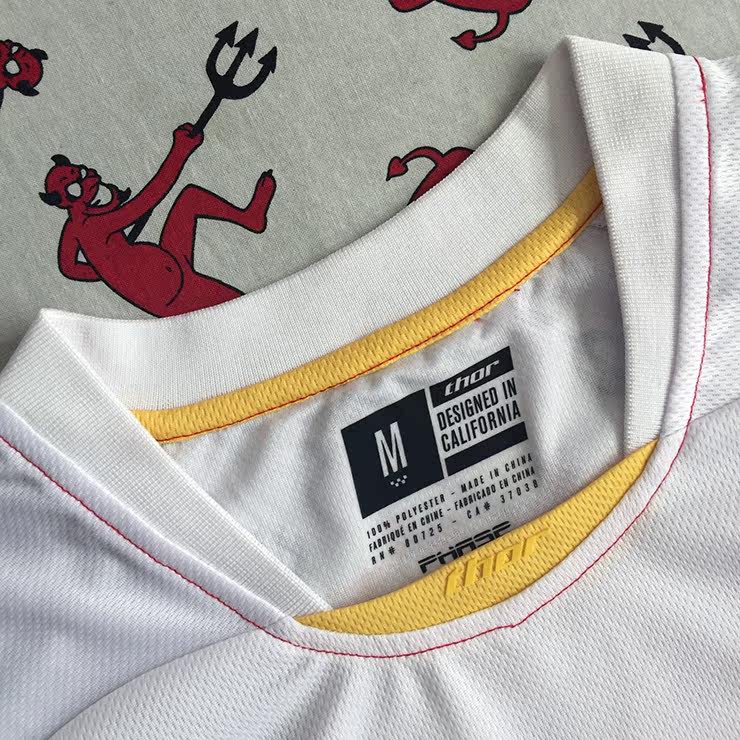 thor
M
DESIGNED IN
CALIFORNIA
100% POLYESTER - MADE IN CHINA
FABRIQUÉ EN CHINE - FABRICADO EN CHINA
RN# 80725 - CA# 37038
thor